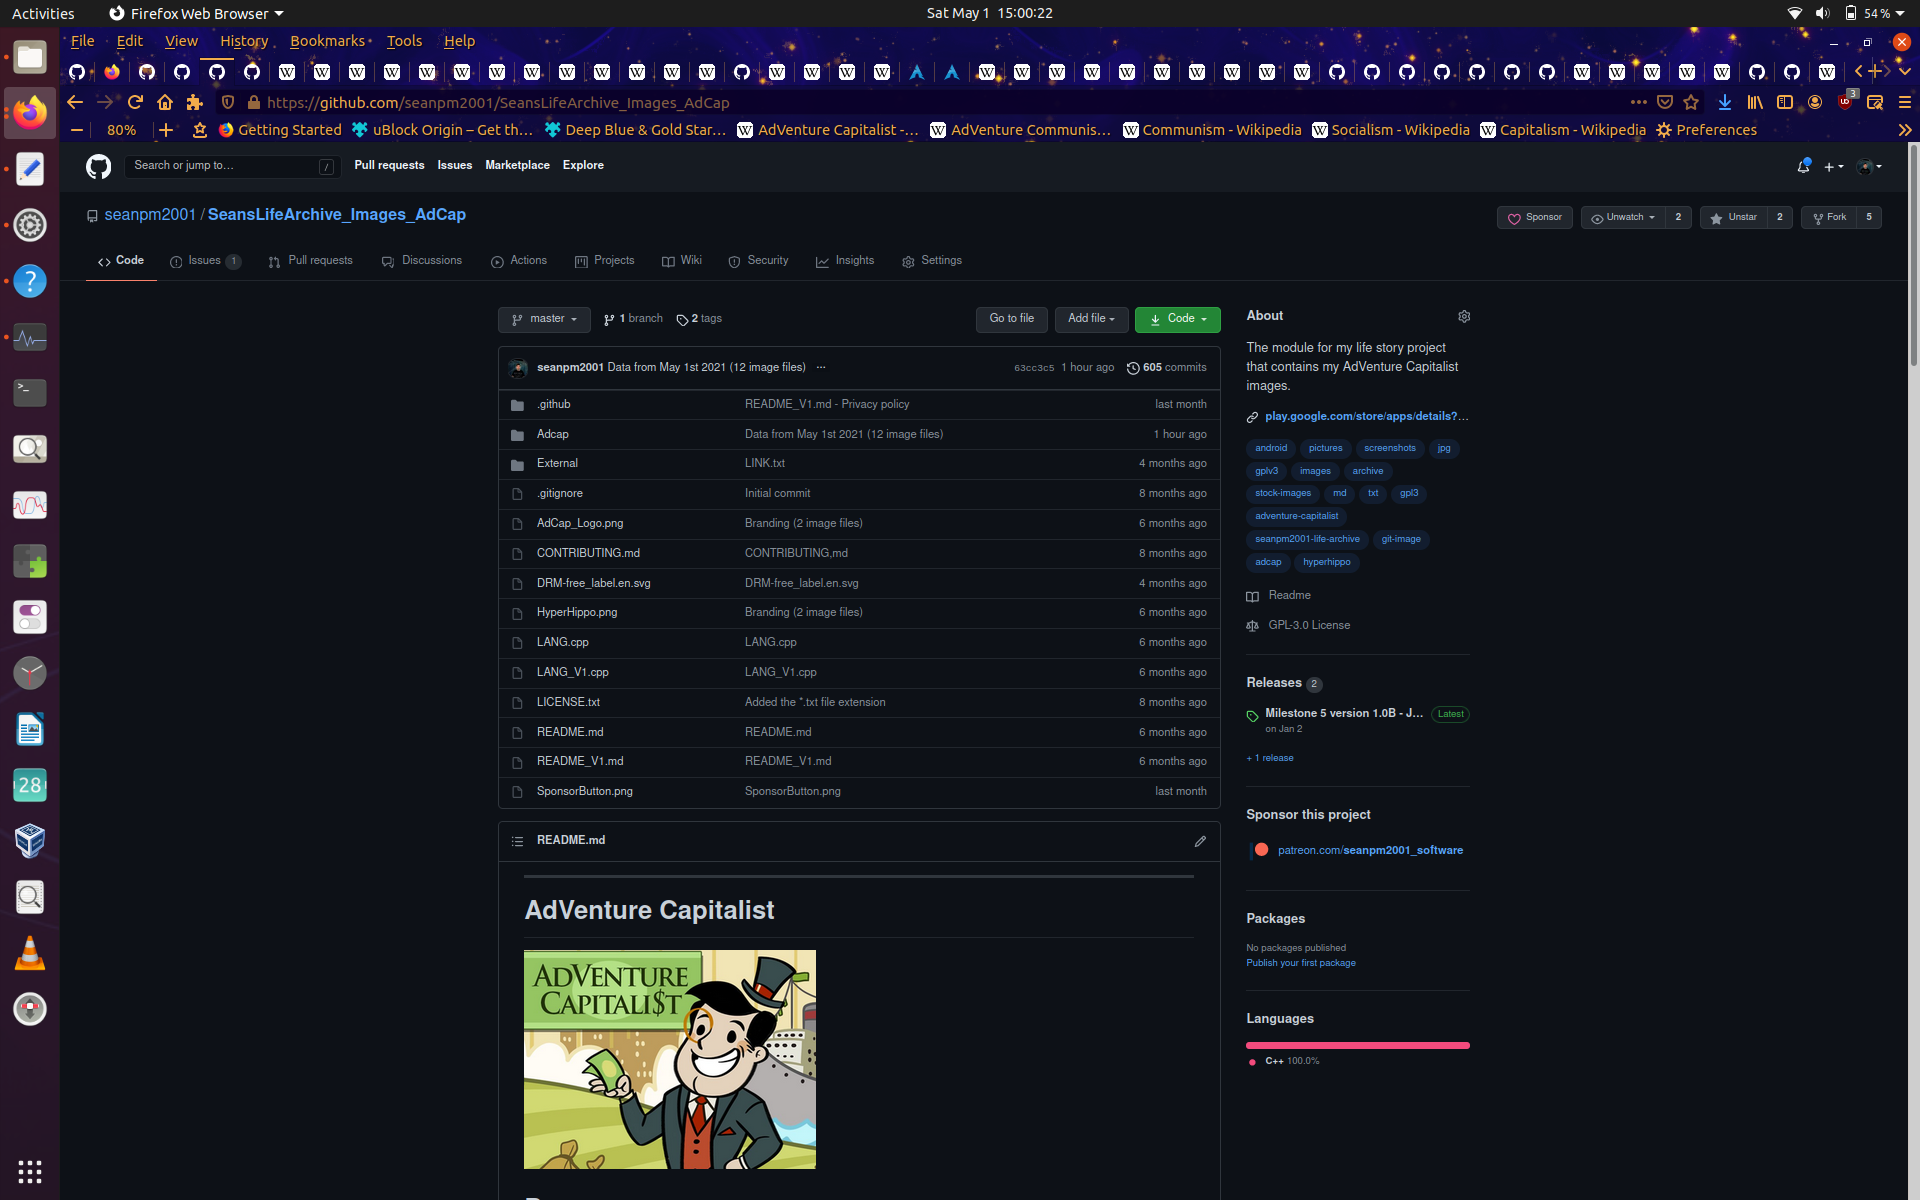 Activities Firefox Web Browser Sat May 1 15:00:22 54 %
File Edit View History Bookmarks Tools Help
https://github.com/seanpm2001/SeansLifeArchive_Images_AdCap 3
80% Getting Started uBlock Origin – Get th… Deep Blue & Gold Star… AdVenture Capitalist -… AdVenture Communis… Communism - Wikipedia Socialism - Wikipedia Capitalism - Wikipedia Preferences
Search or jump to… / Pull requests Issues Marketplace Explore
seanpm2001 / SeansLifeArchive_Images_AdCap Sponsor Unwatch 2 Unstar 2 Fork 5
Code Issues 1 Pull requests Discussions Actions Projects Wiki Security Insights Settings
master 1 branch 2 tags Go to file Add file Code
seanpm2001 Data from May 1st 2021 (12 image files) … 63cc3c5 1 hour ago 605 commits
.github README_V1.md - Privacy policy last month
Adcap Data from May 1st 2021 (12 image files) 1 hour ago
External LINK.txt 4 months ago
.gitignore Initial commit 8 months ago
AdCap_Logo.png Branding (2 image files) 6 months ago
CONTRIBUTING.md CONTRIBUTING,md 8 months ago
DRM-free_label.en.svg DRM-free_label.en.svg 4 months ago
HyperHippo.png Branding (2 image files) 6 months ago
LANG.cpp LANG.cpp 6 months ago
LANG_V1.cpp LANG_V1.cpp 6 months ago
LICENSE.txt Added the *.txt file extension 8 months ago
README.md README.md 6 months ago
README_V1.md README_V1.md 6 months ago
SponsorButton.png SponsorButton.png last month
README.md
AdVenture Capitalist
ADVENTURE
CAPITALI$T
About
The module for my life story project
that contains my AdVenture Capitalist
images.
play.google.com/store/apps/details?…
android pictures screenshots jpg
gplv3 images archive
stock-images md txt gpl3
adventure-capitalist
seanpm2001-life-archive git-image
adcap hyperhippo
Readme
GPL-3.0 License
Releases 2
Milestone 5 version 1.0B - J… Latest
on Jan 2
+ 1 release
Sponsor this project
patreon.com/seanpm2001_software
Packages
No packages published
Publish your first package
Languages
C++ 100.0%
28